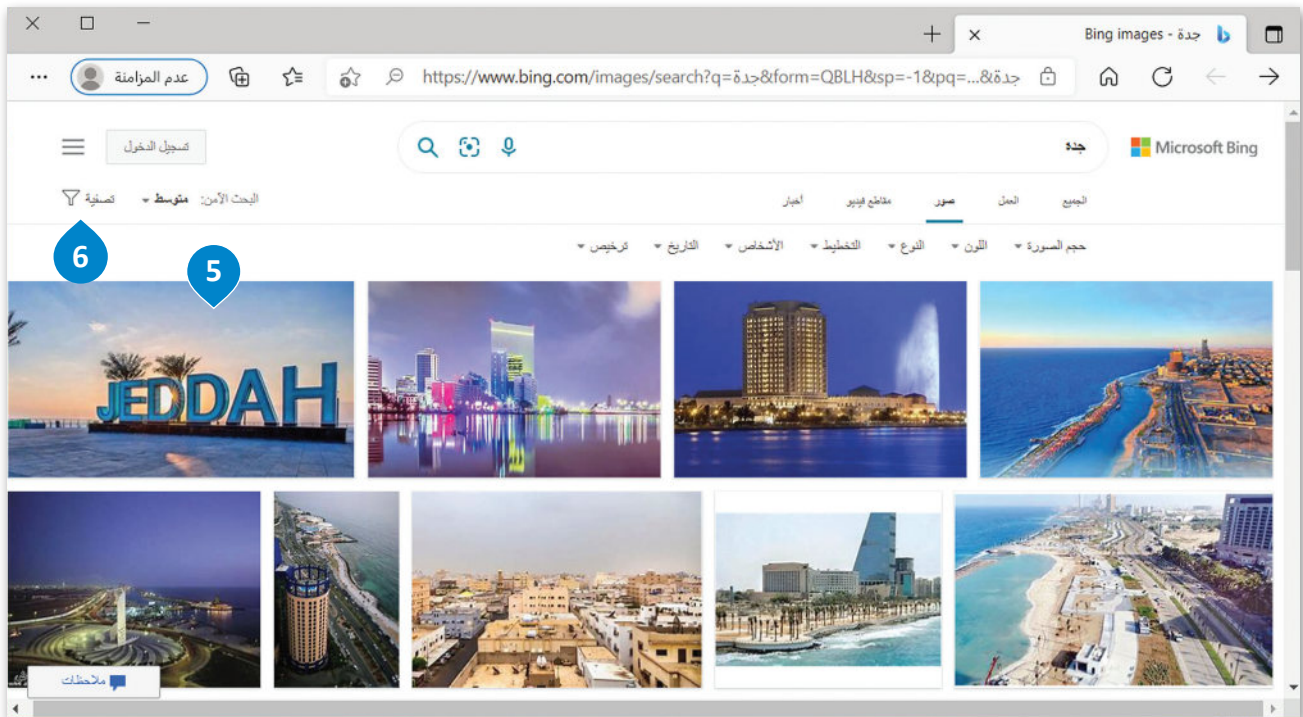 جدة - Bing images
عدم المزامنة
https://www.bing.com/images/search?q=جدة&form=QBLH&sp=-1&pq=...&جدة
Microsoft Bing
جدة
تسجيل الدخول
الجميع العمل صور مقاطع فيديو أخبار
البحث الآمن: متوسط تصفية
حجم الصورة اللون النوع التخطيط الأشخاص التاريخ ترخيص
6
5
JEDDAH
ملاحظات